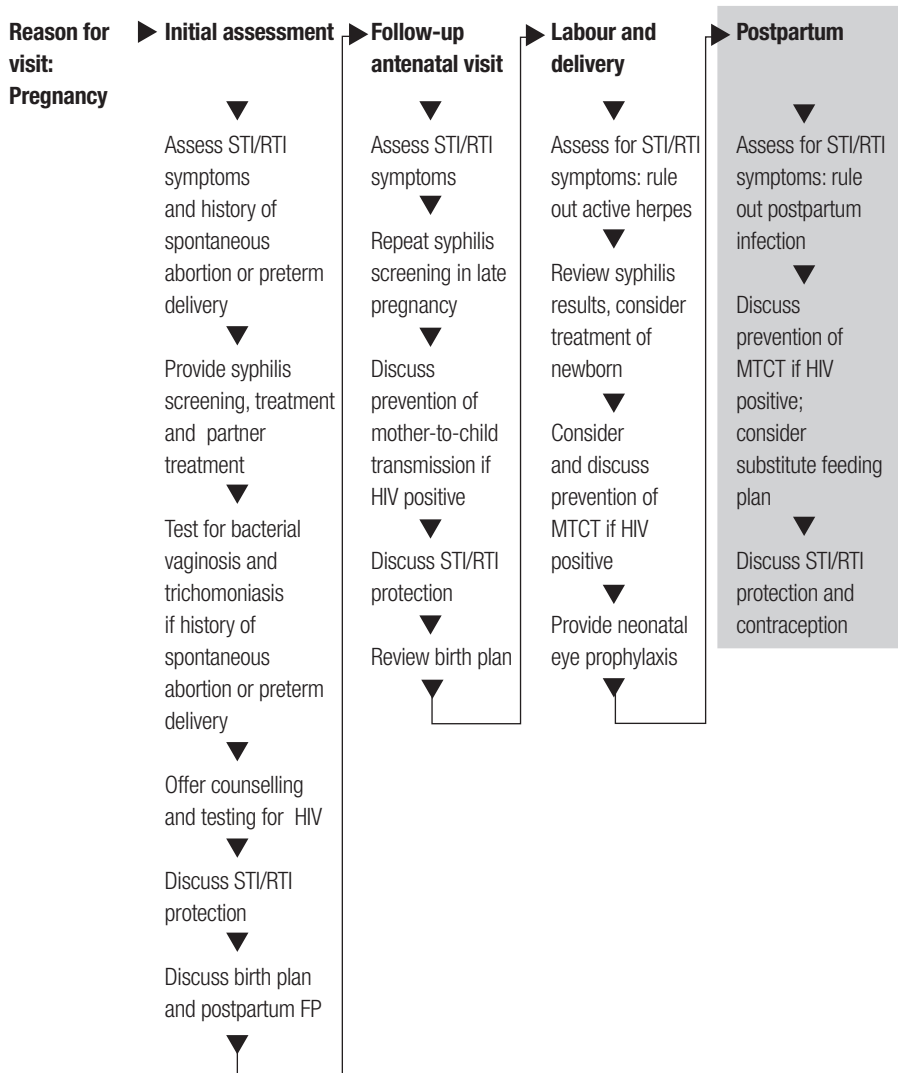 Reason for
visit:
Pregnancy
Initial assessment
Assess STI/RTI
symptoms
and history of
spontaneous
abortion or preterm
delivery
Provide syphilis
screening, treatment
and partner
treatment
Test for bacterial
vaginosis and
trichomoniasis
if history of
spontaneous
abortion or preterm
delivery
Offer counselling
and testing for HIV
Discuss STI/RTI
protection
Discuss birth plan
and postpartum FP
Follow-up
antenatal visit
Assess STI/RTI
symptoms
Repeat syphilis
screening in late
pregnancy
Discuss
prevention of
mother-to-child
transmission if
HIV positive
Discuss STI/RTI
protection
Review birth plan
Labour and
delivery
Assess for STI/RTI
symptoms: rule
out active herpes
Review syphilis
results, consider
treatment of
newborn
Consider
and discuss
prevention of
MTCT if HIV
positive
Provide neonatal
eye prophylaxis
Postpartum
Assess for STI/RTI
symptoms: rule
out postpartum
infection
Discuss
prevention of
MTCT if HIV
positive;
consider
substitute feeding
plan
Discuss STI/RTI
protection and
contraception